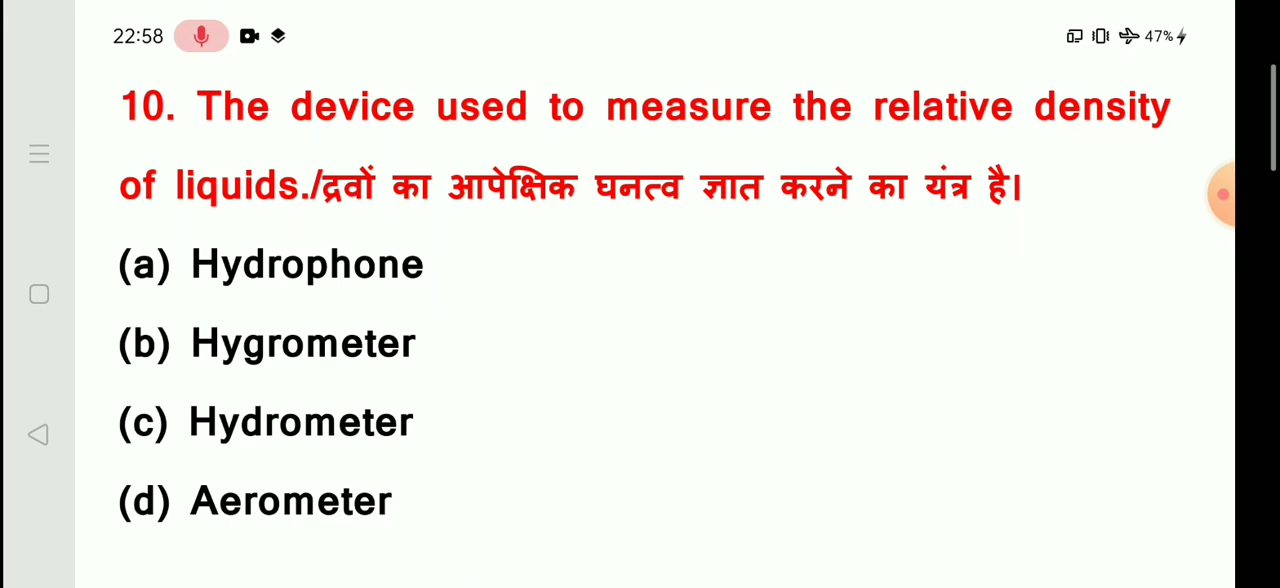 22:58 47%
10. The device used to measure the relative density
of liquids./द्रवों का आपेक्षिक घनत्व ज्ञात करने का यंत्र है।
(a) Hydrophone
(b) Hygrometer
(c) Hydrometer
(d) Aerometer